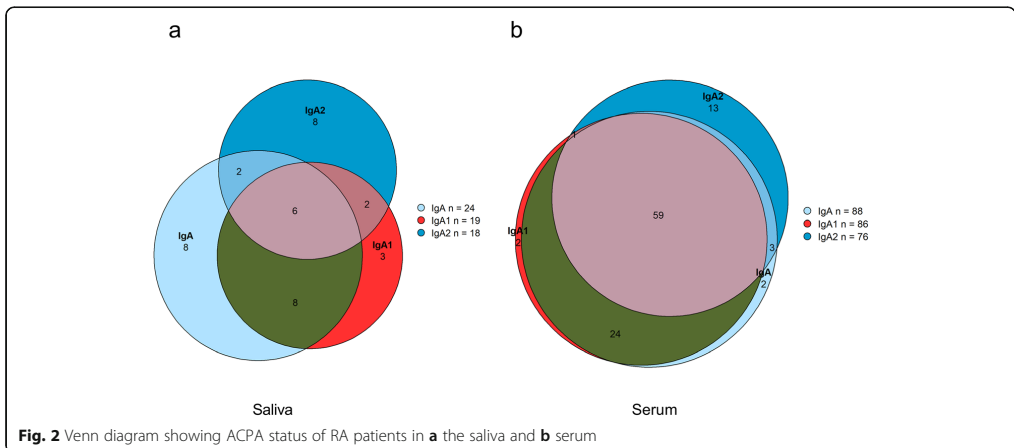 a
b
IgA2
8
2
6
2
IgA
8
IgA1
3
8
IgA n = 24
IgA1 n = 19
IgA2 n = 18
Saliva
IgA2
13
1
59
IgA1
2
3
IgA
2
24
IgA n = 88
IgA1 n = 86
IgA2 n = 76
Serum
Fig. 2 Venn diagram showing ACPA status of RA patients in a the saliva and b serum